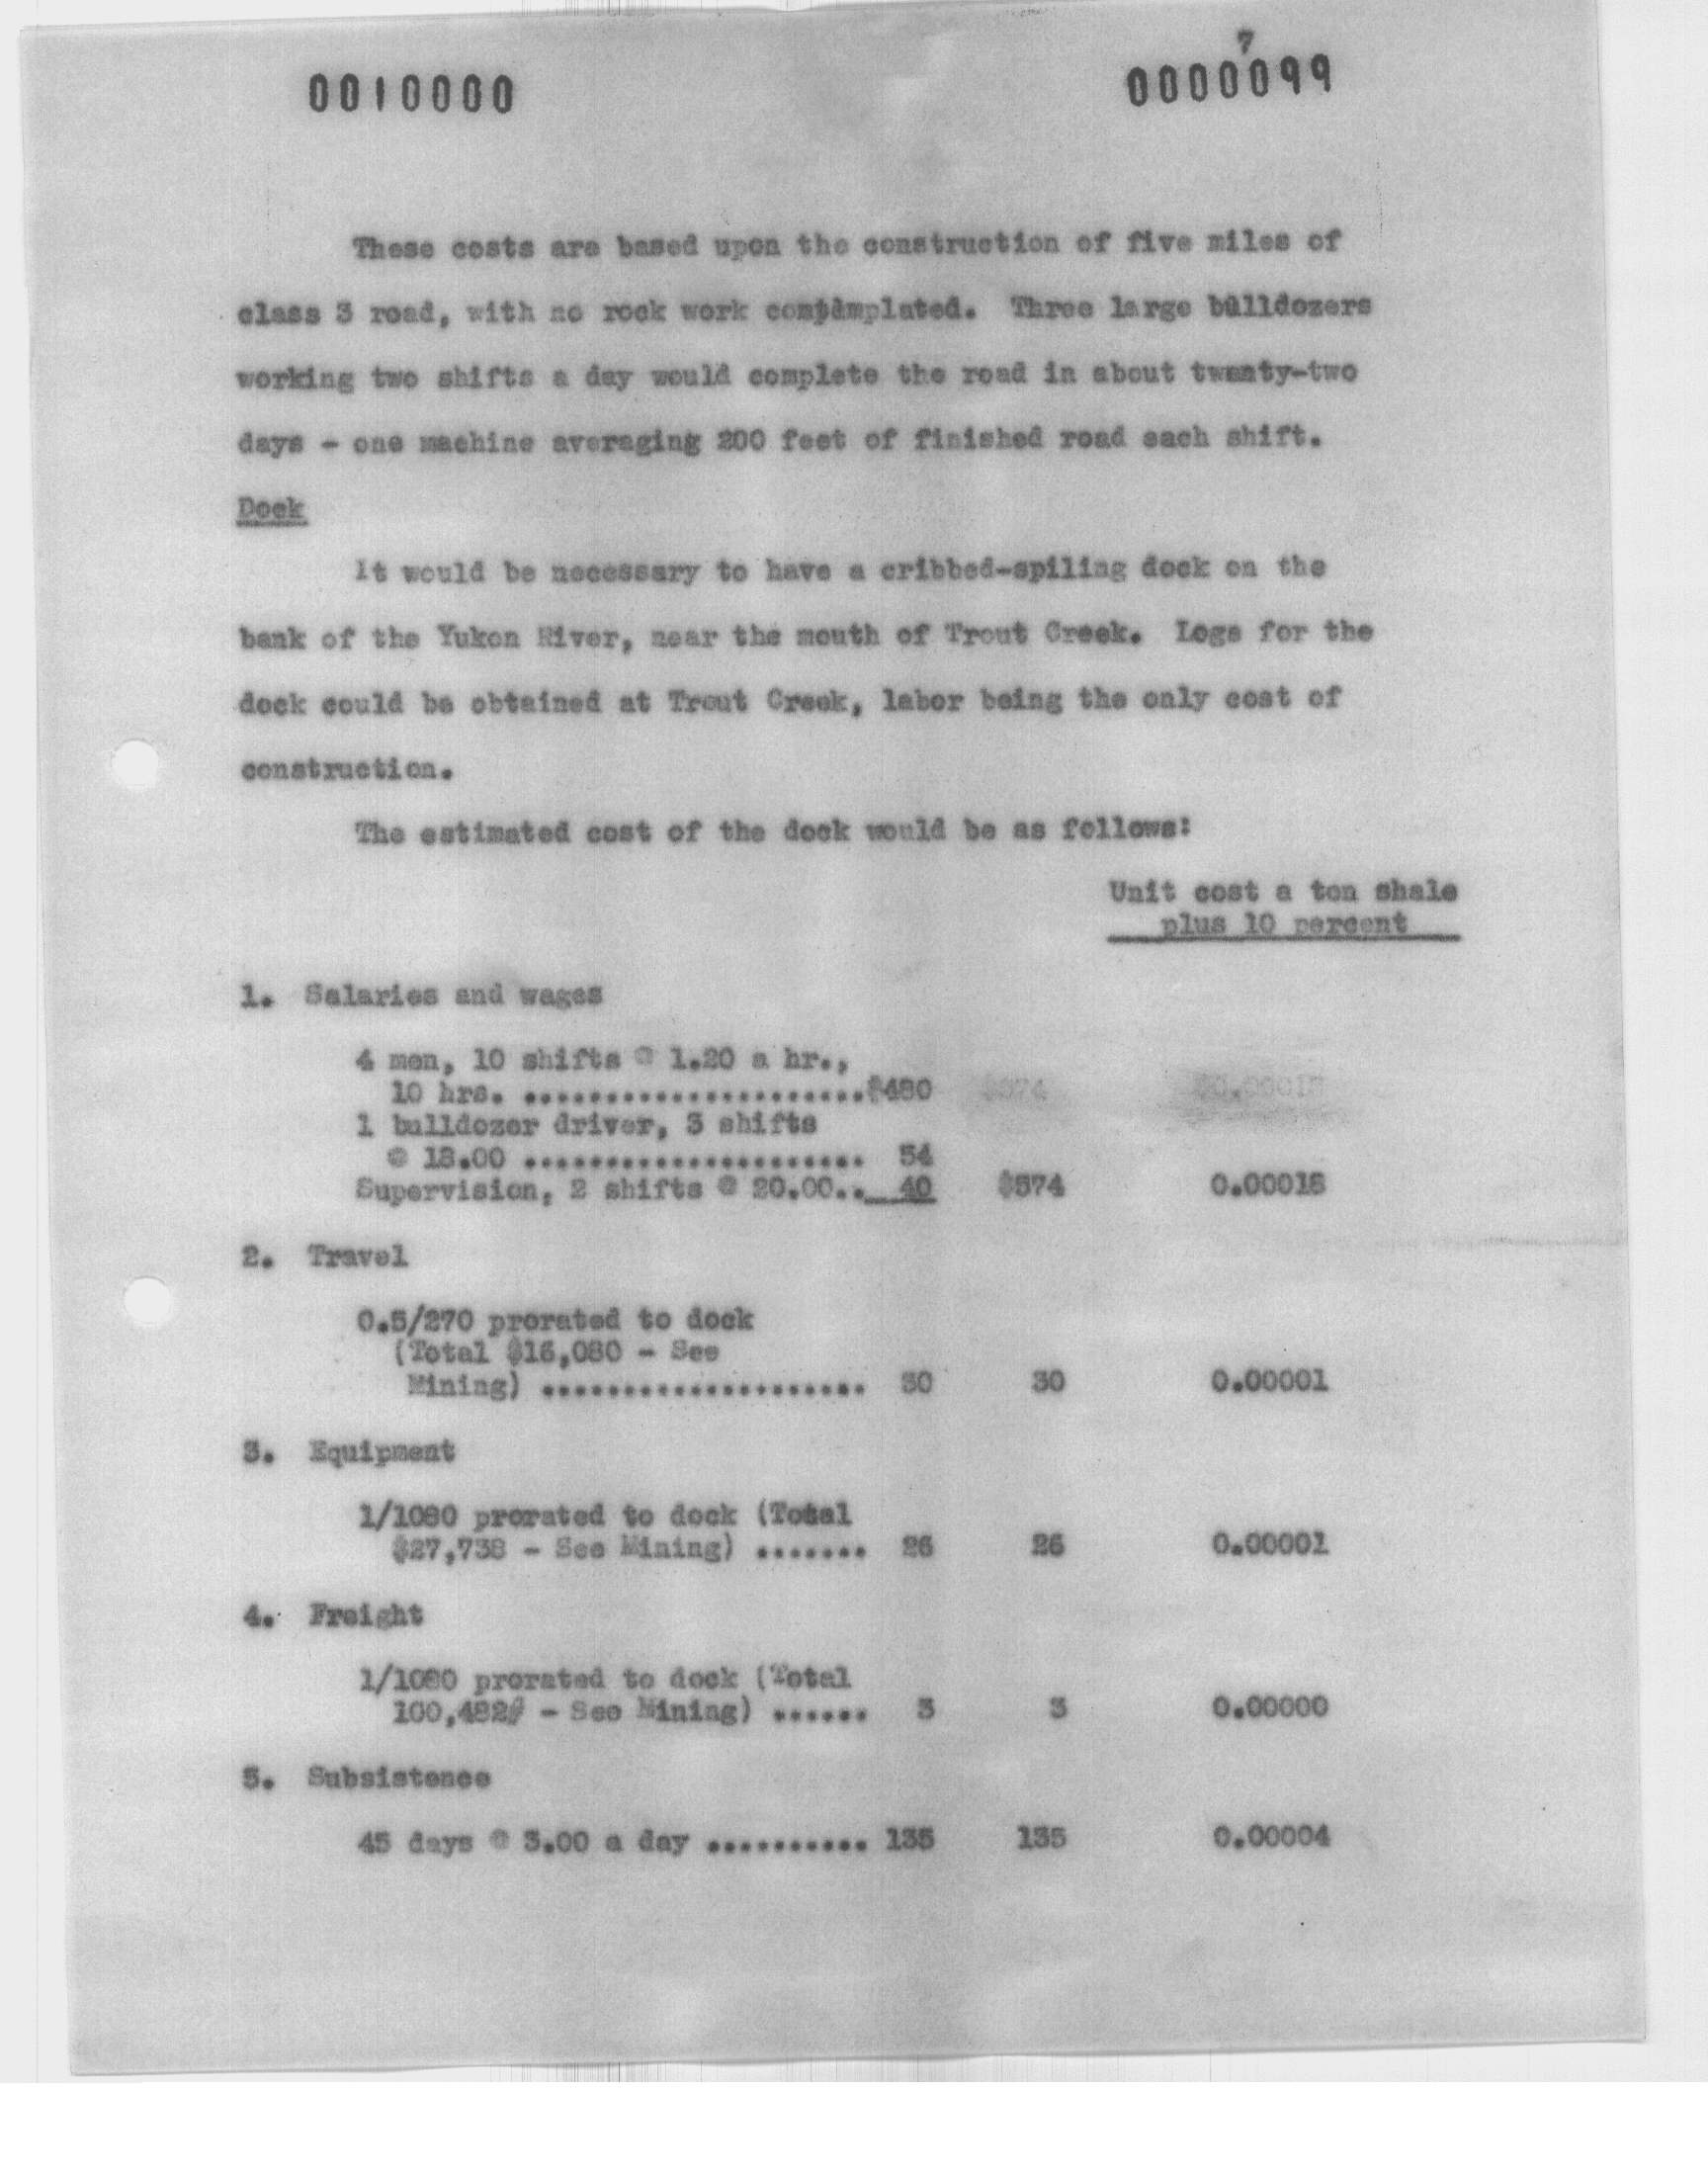 7
0010000 0000099
These costs are based upon the construction of five miles of
class 3 road, with no rock work contemplated. Three large bulldozers
working two shifts a day would complete the road in about twenty-two
days - one machine averaging 200 feet of finished road each shift.
Dock
It would be necessary to have a cribbed-spiling dock on the
bank of the Yukon River, near the mouth of Trout Creek. Logs for the
dock could be obtained at Trout Creek, labor being the only cost of
construction.
The estimated cost of the dock would be as follows:
Unit cost a ton shale
plus 10 percent
1. Salaries and wages
4 men, 10 shifts @ 1.20 a hr.,
10 hrs. .....................$480
1 bulldozer driver, 3 shifts
@ 18.00 ..................... 54
Supervision, 2 shifts @ 20.00.. 40 $574 0.00018
2. Travel
0.5/270 prorated to dock
(Total $16,080 - See
Mining) .................... 30 30 0.00001
3. Equipment
1/1080 prorated to dock (Total
$27,738 - See Mining) ....... 26 26 0.00001
4. Freight
1/1080 prorated to dock (Total
100,482# - See Mining) ...... 3 3 0.00000
5. Subsistence
45 days @ 3.00 a day .......... 135 135 0.00004